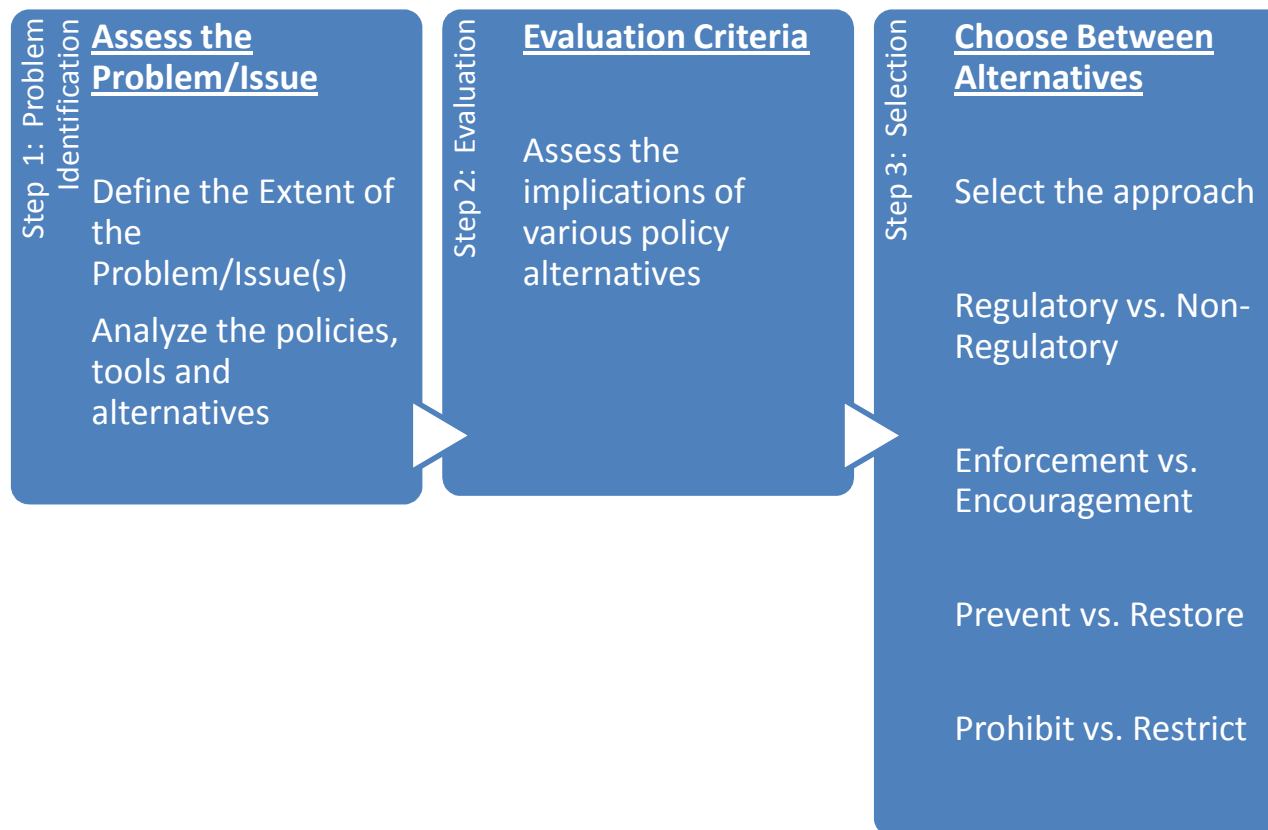 Step 1: Problem
Identification
Assess the
Problem/Issue
Define the Extent of
the
Problem/Issue(s)
Analyze the policies,
tools and
alternatives
Step 2: Evaluation
Evaluation Criteria
Assess the
implications of
various policy
alternatives
Step 3: Selection
Choose Between
Alternatives
Select the approach
Regulatory vs. Non-
Regulatory
Enforcement vs.
Encouragement
Prevent vs. Restore
Prohibit vs. Restrict